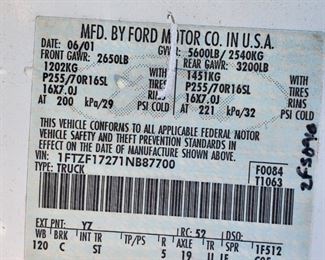 MFD. BY FORD MOTOR CO. IN U.S.A.
DATE: 06/01 GVWR: 5600LB/ 2540KG
FRONT GAWR: 2650LB REAR GAWR: 3200LB
1202KG WITH 1451KG WITH
P255/70R16SL TIRES P255/70R16SL TIRES
16X7.0J RIMS 16X7.0J RIMS
AT 200 kPa/29 PSI COLD AT 221 kPa/32 PSI COLD
THIS VEHICLE CONFORMS TO ALL APPLICABLE FEDERAL MOTOR
VEHICLE SAFETY AND THEFT PREVENTION STANDARDS IN
EFFECT ON THE DATE OF MANUFACTURE SHOWN ABOVE.
VIN: 1FTZF17271NB87700
TYPE: TRUCK
F0084
T1063
EXT PNT: YZ RC: 52 DSO:
WB BRK INT TR TP/PS R AXLE TR SPR 1F512
120 C ST 5 19 U